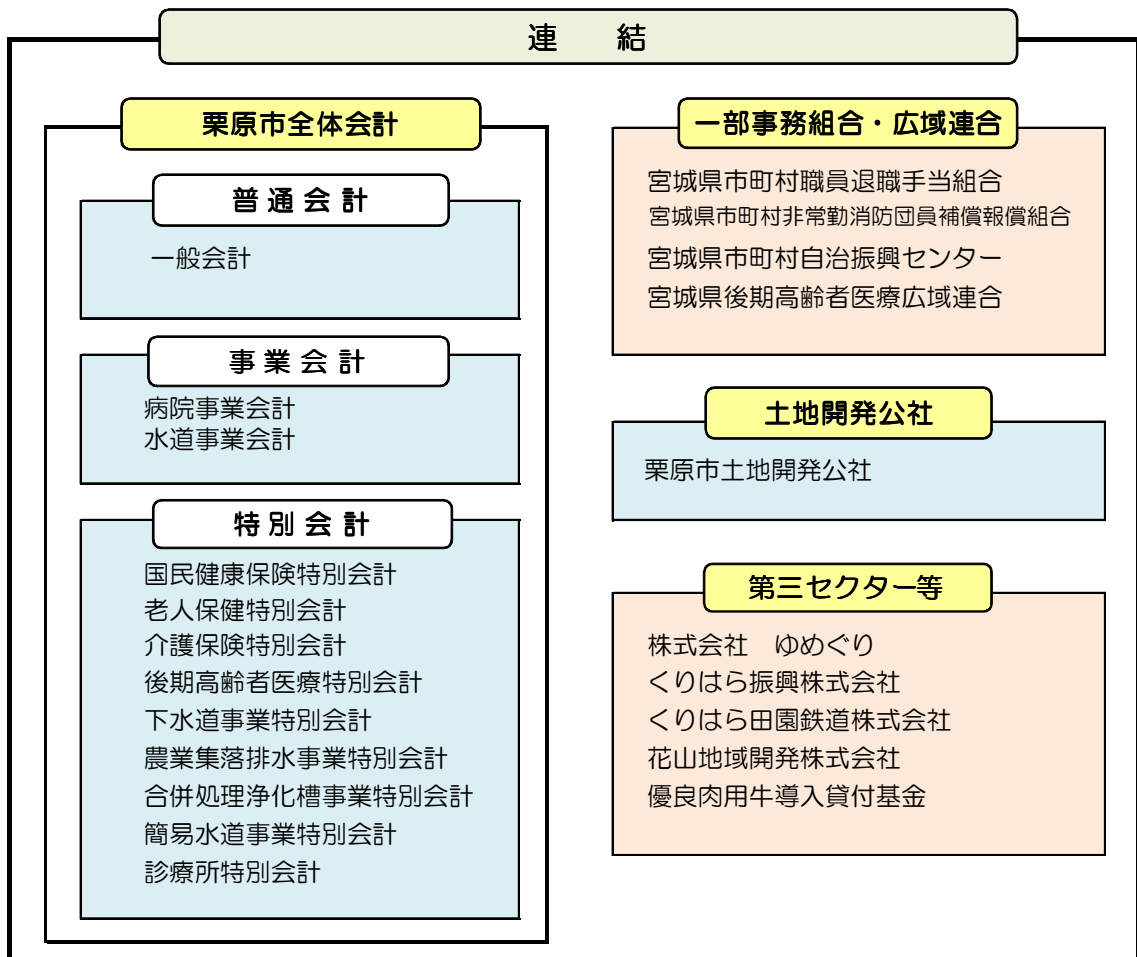 連　結
栗原市全体会計
普通会計
一般会計
事業会計
病院事業会計
水道事業会計
特別会計
国民健康保険特別会計
老人保健特別会計
介護保険特別会計
後期高齢者医療特別会計
下水道事業特別会計
農業集落排水事業特別会計
合併処理浄化槽事業特別会計
簡易水道事業特別会計
診療所特別会計
一部事務組合・広域連合
宮城県市町村職員退職手当組合
宮城県市町村非常勤消防団員補償報償組合
宮城県市町村自治振興センター
宮城県後期高齢者医療広域連合
土地開発公社
栗原市土地開発公社
第三セクター等
株式会社　ゆめぐり
くりはら振興株式会社
くりはら田園鉄道株式会社
花山地域開発株式会社
優良肉用牛導入貸付基金